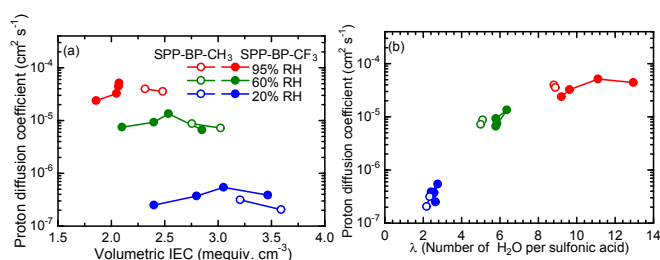 (a)
SPP-BP-CH₃ SPP-BP-CF₃
95% RH
60% RH
20% RH
Proton diffusion coefficient (cm² s⁻¹)
10⁻⁴
10⁻⁵
10⁻⁶
10⁻⁷
1.5 2.0 2.5 3.0 3.5 4.0
Volumetric IEC (mequiv. cm⁻³)
(b)
Proton diffusion coefficient (cm² s⁻¹)
10⁻⁴
10⁻⁵
10⁻⁶
10⁻⁷
0 2 4 6 8 10 12 14
λ (Number of H₂O per sulfonic acid)